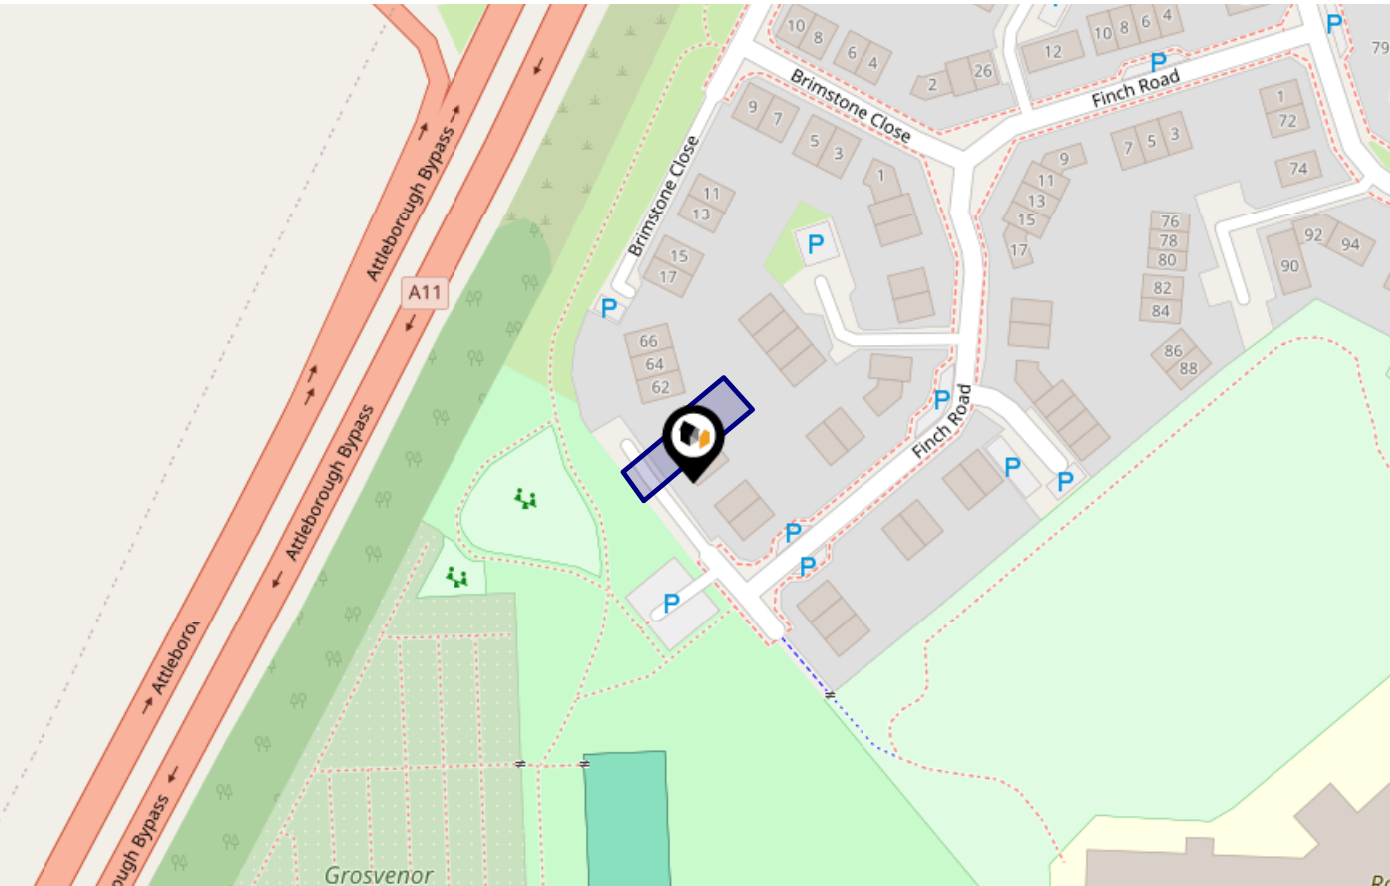 10
8
6
4
2
26
12
10
8
6
4
P
P
79
Brimstone Close
Finch Road
9
7
5
3
1
7
5
3
1
72
74
9
11
13
15
17
Attleborough Bypass
Brimstone Close
11
13
15
17
P
P
76
78
80
82
84
92
94
90
86
88
A11
66
64
62
P
Finch Road
P
P
Attleborough Bypass
P
P
P
Attleboro
ough Bypass
Grosvenor